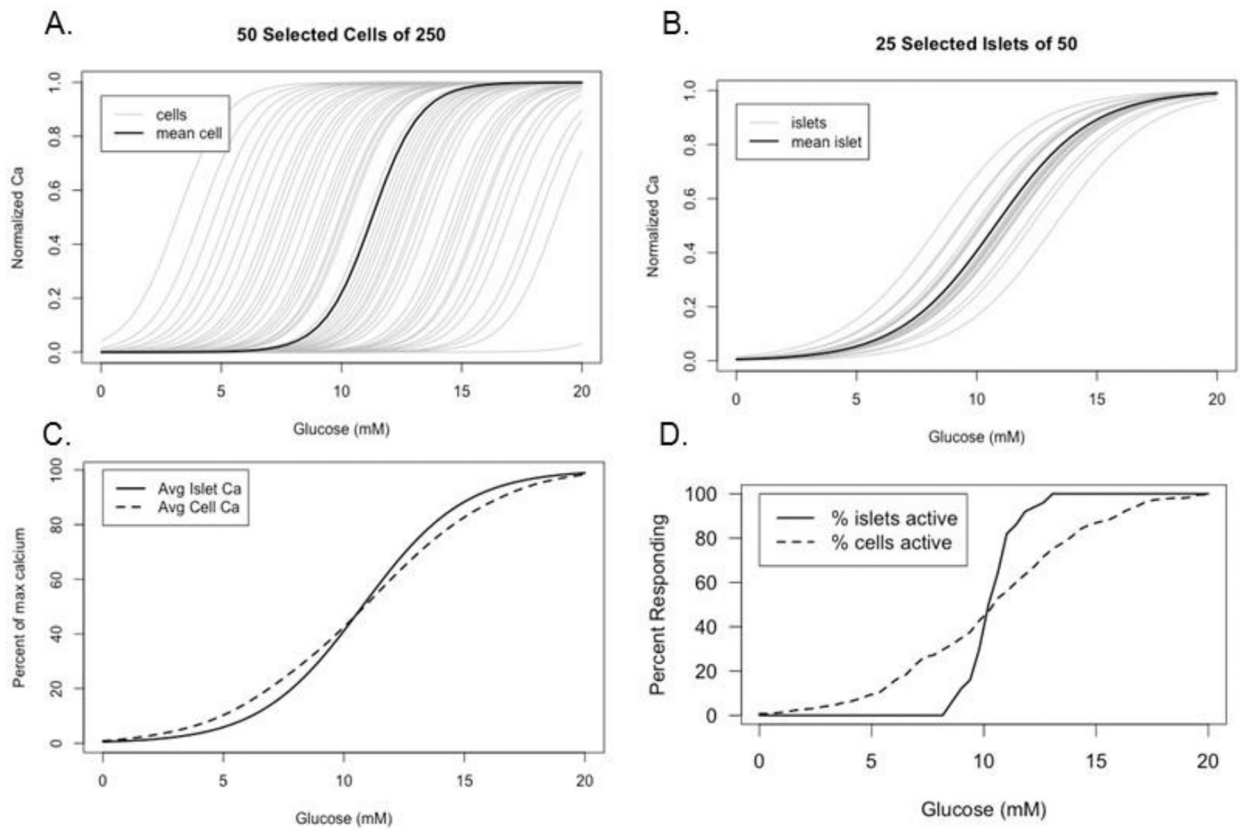 A.
50 Selected Cells of 250
cells
mean cell
Normalized Ca
0.0 0.2 0.4 0.6 0.8 1.0
0 5 10 15 20
Glucose (mM)
B.
25 Selected Islets of 50
islets
mean islet
Normalized Ca
0.0 0.2 0.4 0.6 0.8 1.0
0 5 10 15 20
Glucose (mM)
C.
Avg Islet Ca
Avg Cell Ca
Percent of max calcium
0 20 40 60 80 100
0 5 10 15 20
Glucose (mM)
D.
% islets active
% cells active
Percent Responding
100
80
60
40
20
0
0 5 10 15 20
Glucose (mM)